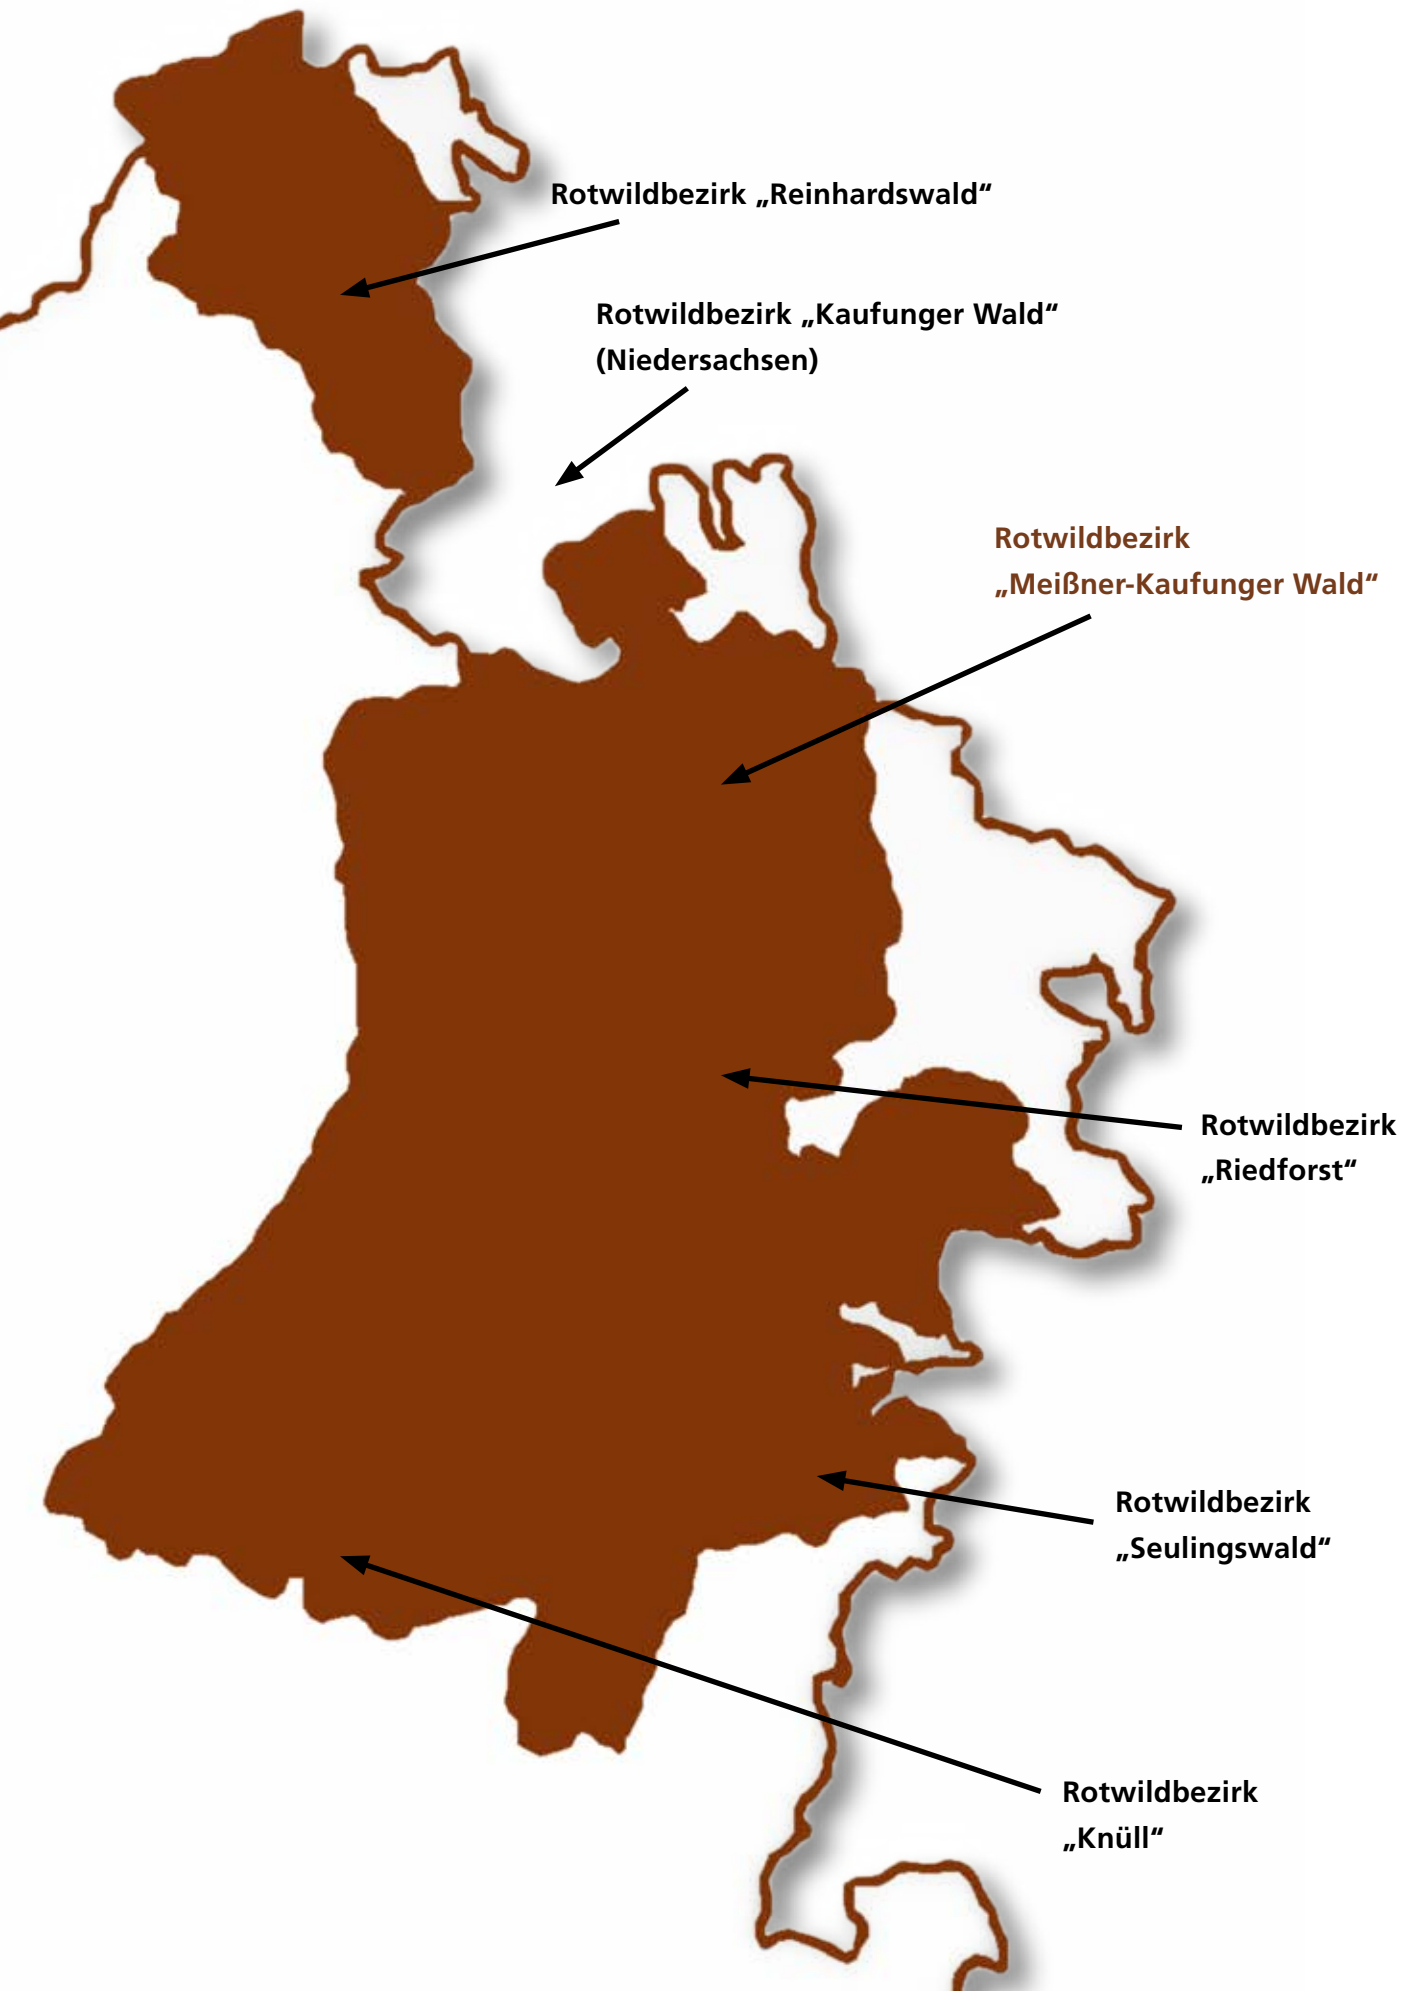 Rotwildbezirk „Reinhardswald“
Rotwildbezirk „Kaufunger Wald“
(Niedersachsen)
Rotwildbezirk
„Meißner-Kaufunger Wald“
Rotwildbezirk
„Riedforst“
Rotwildbezirk
„Seulingswald“
Rotwildbezirk
„Knüll“